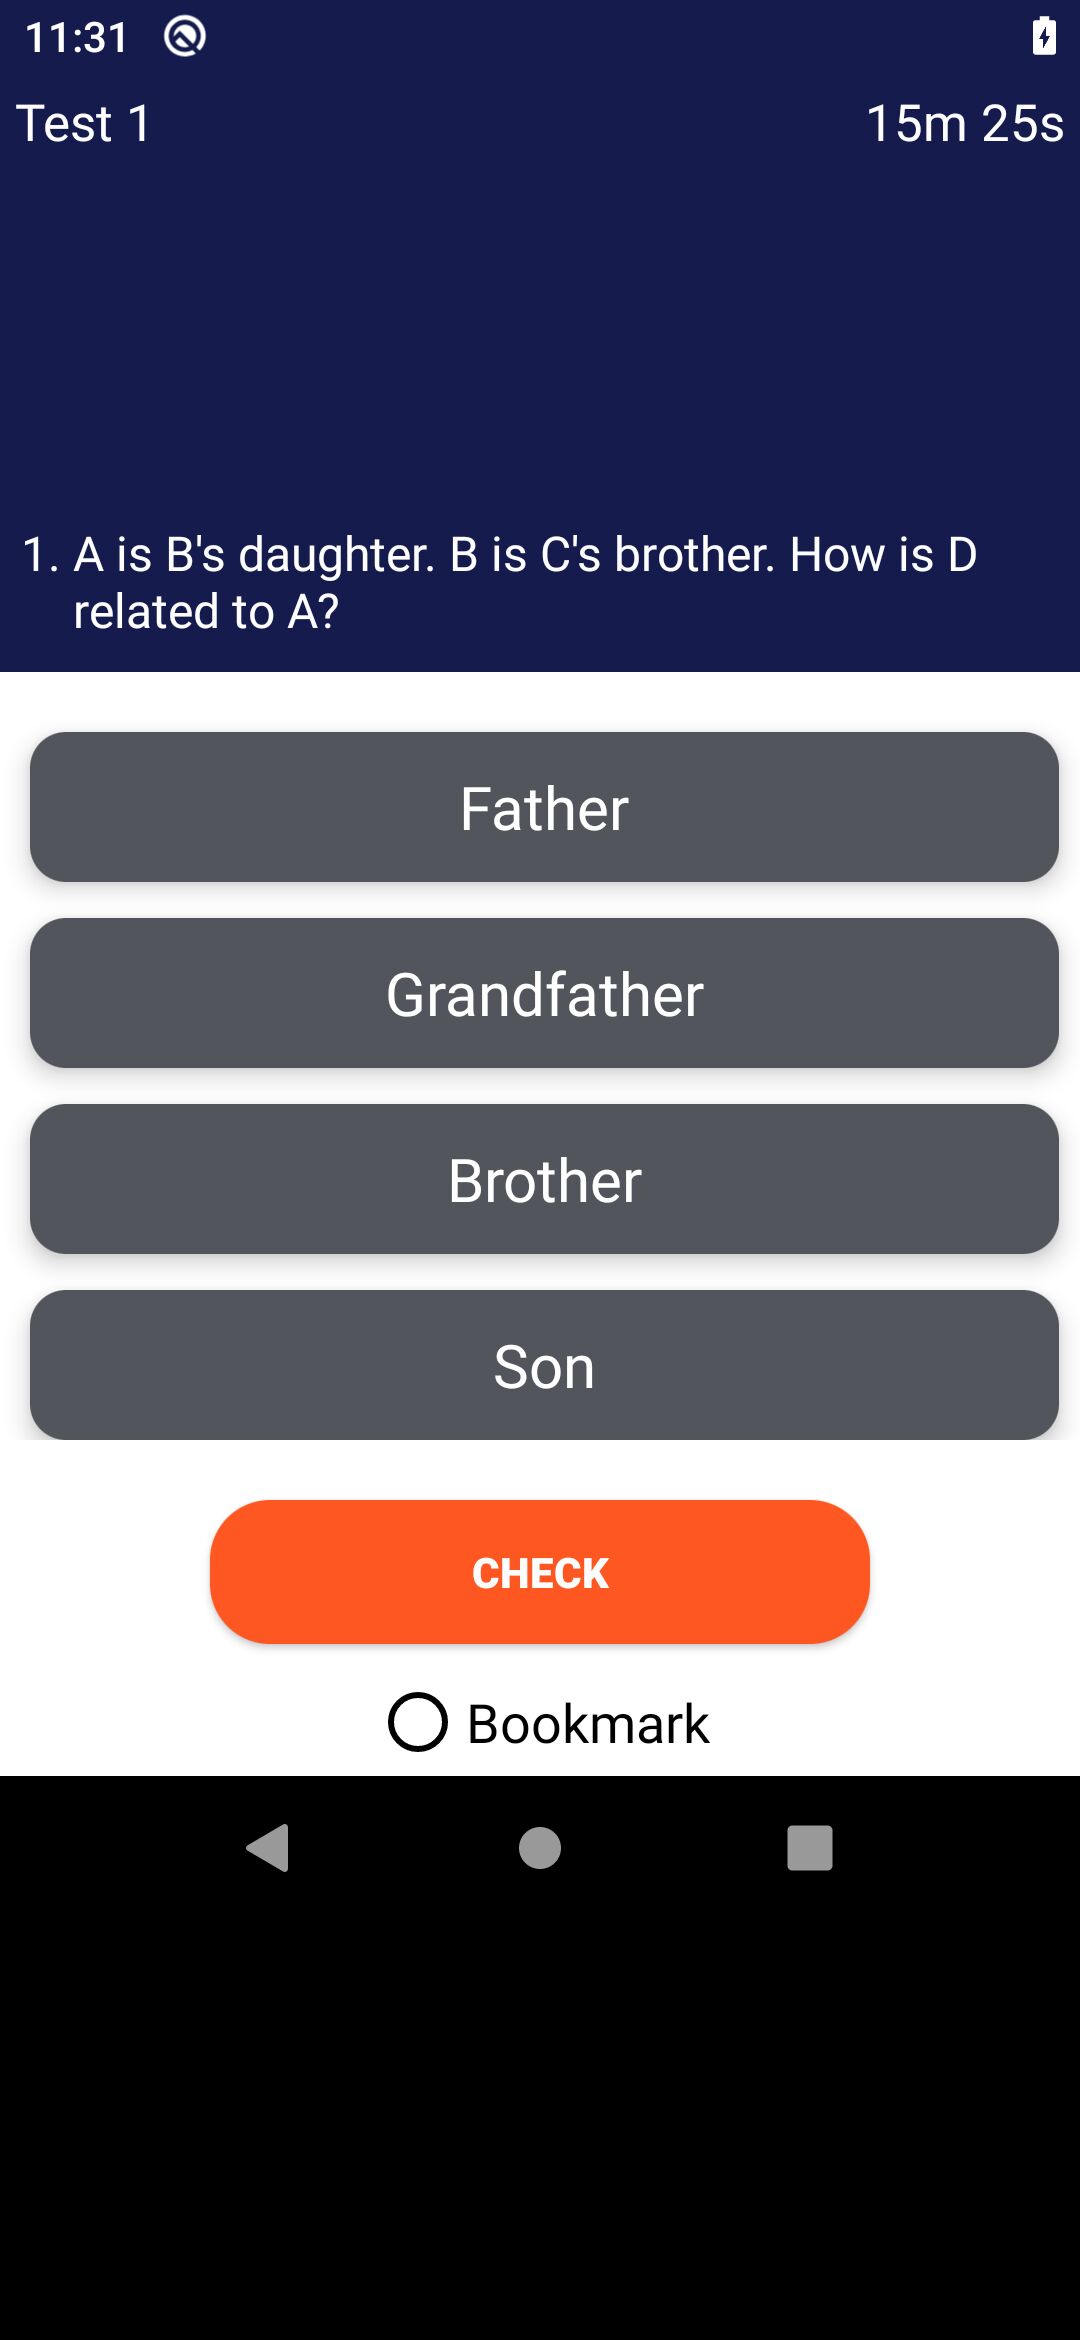 11:31
Test 1 15m 25s
1. A is B's daughter. B is C's brother. How is D
related to A?
Father
Grandfather
Brother
Son
CHECK
Bookmark